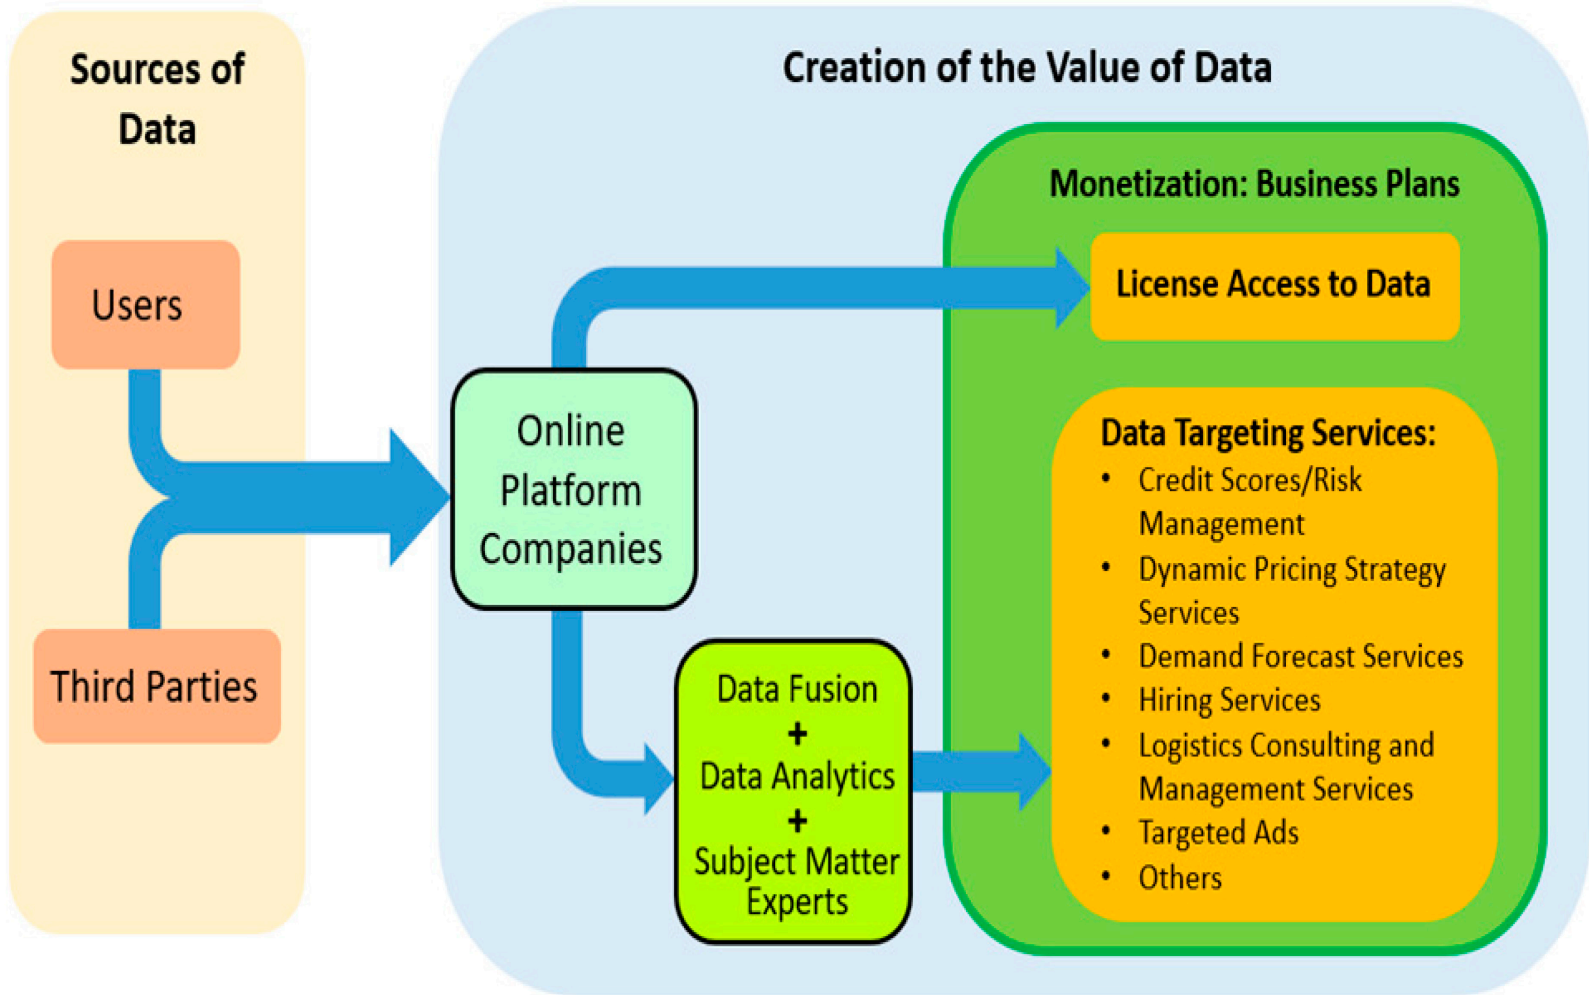 Sources of
Data
Users
Third Parties
Creation of the Value of Data
Online
Platform
Companies
Data Fusion
+
Data Analytics
+
Subject Matter
Experts
Monetization: Business Plans
License Access to Data
Data Targeting Services:
• Credit Scores/Risk
Management
• Dynamic Pricing Strategy
Services
• Demand Forecast Services
• Hiring Services
• Logistics Consulting and
Management Services
• Targeted Ads
• Others